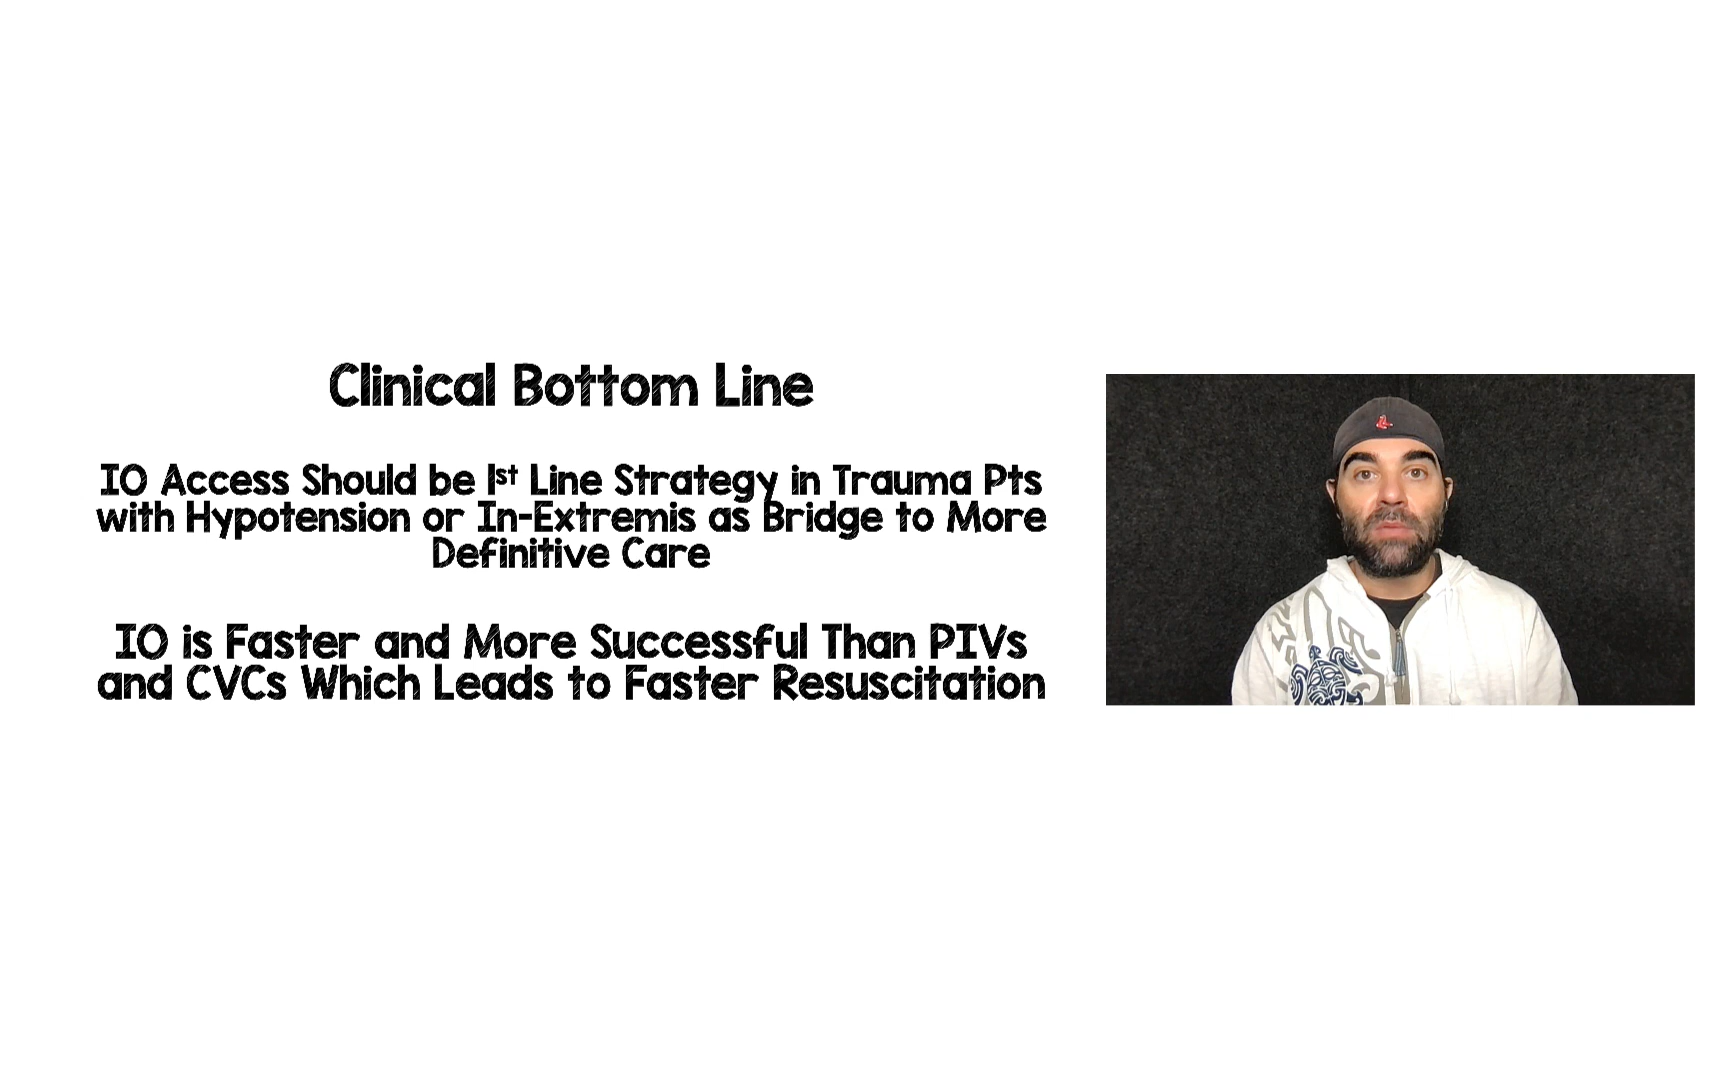 Clinical Bottom Line
IO Access Should be 1st Line Strategy in Trauma Pts
with Hypotension or In-Extremis as Bridge to More
Definitive Care
IO is Faster and More Successful Than PIVs
and CVCs Which Leads to Faster Resuscitation